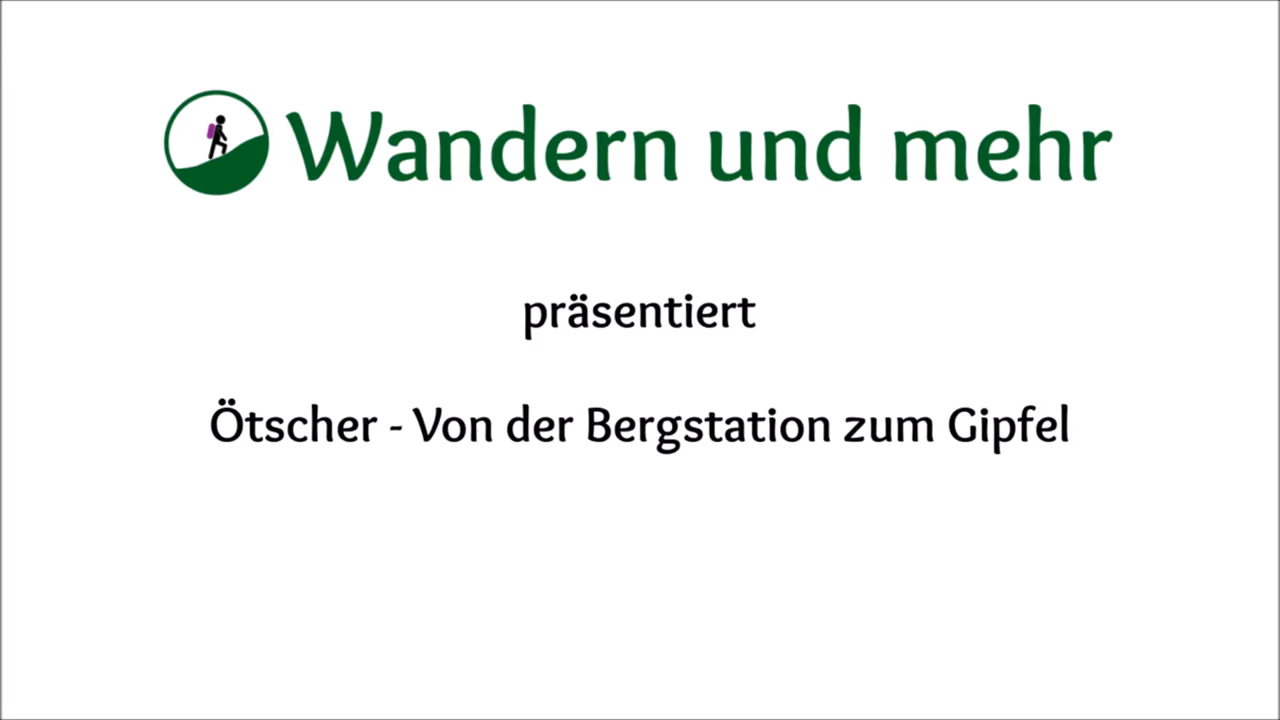 Wandern und mehr
präsentiert
Ötscher - Von der Bergstation zum Gipfel